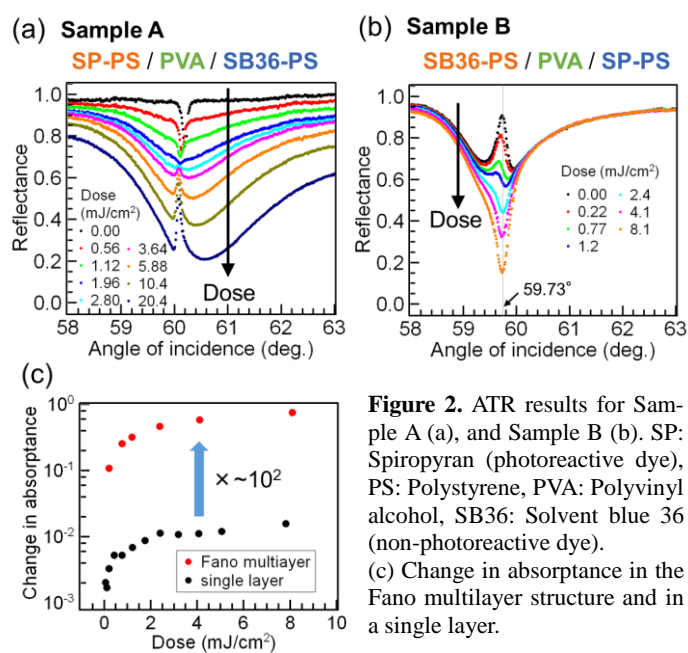 (a) Sample A
SP-PS / PVA / SB36-PS
Reflectance
1.0
0.8
0.6
0.4
0.2
0.0
Dose
(mJ/cm²)
0.00
0.56
1.12
1.96
2.80
3.64
5.88
10.4
20.4
Dose
58 59 60 61 62 63
Angle of incidence (deg.)
(b) Sample B
SB36-PS / PVA / SP-PS
Reflectance
1.0
0.8
0.6
0.4
0.2
0.0
Dose
Dose
(mJ/cm²)
0.00
0.22
0.77
1.2
2.4
4.1
8.1
59.73°
58 59 60 61 62 63
Angle of incidence (deg.)
(c)
Change in absorptance
10⁰
10⁻¹
10⁻²
10⁻³
× ~10²
Fano multiayer
single layer
0 2 4 6 8 10
Dose (mJ/cm²)
Figure 2. ATR results for Sam-
ple A (a), and Sample B (b). SP:
Spiropyran (photoreactive dye),
PS: Polystyrene, PVA: Polyvinyl
alcohol, SB36: Solvent blue 36
(non-photoreactive dye).
(c) Change in absorptance in the
Fano multilayer structure and in
a single layer.